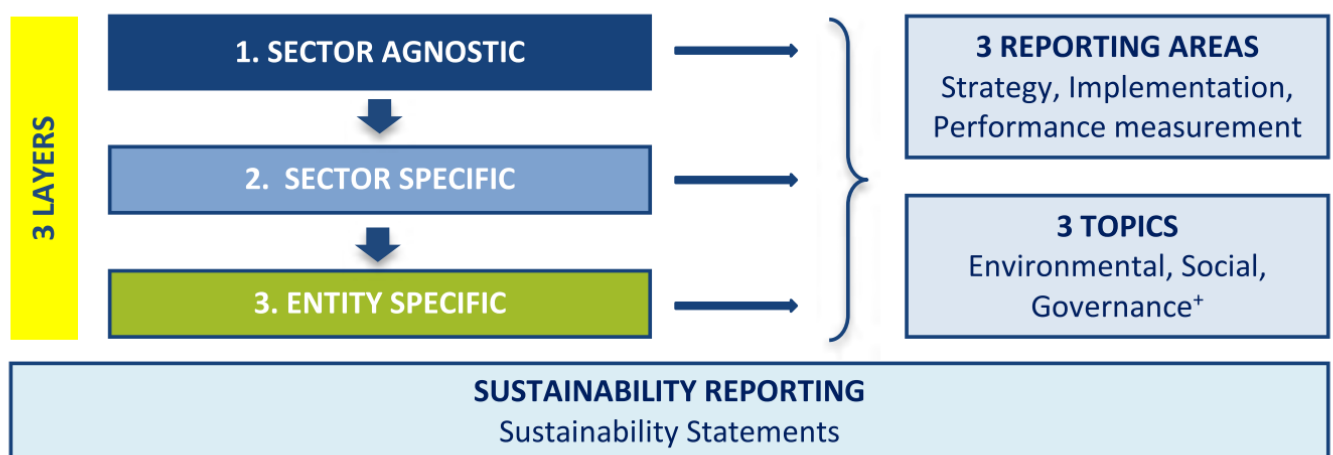 3 LAYERS
1. SECTOR AGNOSTIC
2. SECTOR SPECIFIC
3. ENTITY SPECIFIC
3 REPORTING AREAS
Strategy, Implementation,
Performance measurement
3 TOPICS
Environmental, Social,
Governance⁺
SUSTAINABILITY REPORTING
Sustainability Statements